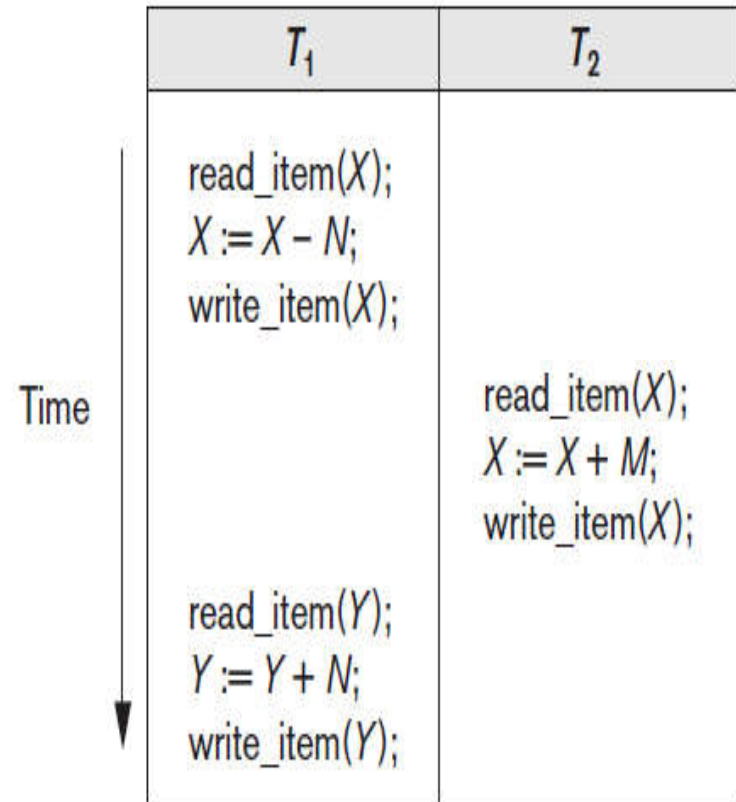 T₁ T₂
read_item(X);
X := X – N;
write_item(X);
Time
read_item(X);
X := X + M;
write_item(X);
read_item(Y);
Y := Y + N;
write_item(Y);